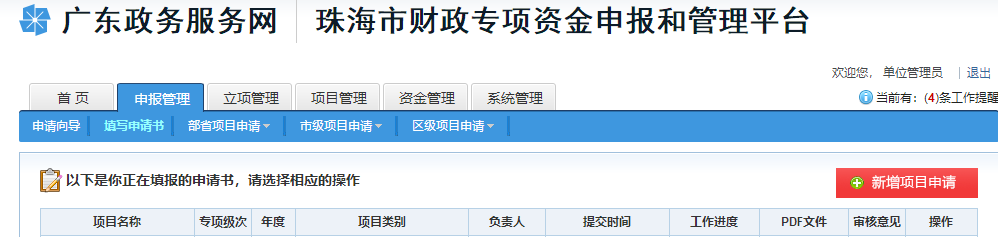 广东政务服务网 珠海市财政专项资金申报和管理平台
欢迎您， 单位管理员 | 退出
首 页 申报管理 立项管理 项目管理 资金管理 系统管理
当前有：(4)条工作提醒
申请向导 填写申请书 部省项目申请 市级项目申请 区级项目申请
以下是你正在填报的申请书，请选择相应的操作
新增项目申请
项目名称 专项级次 年度 项目类别 负责人 提交时间 工作进度 PDF文件 审核意见 操作